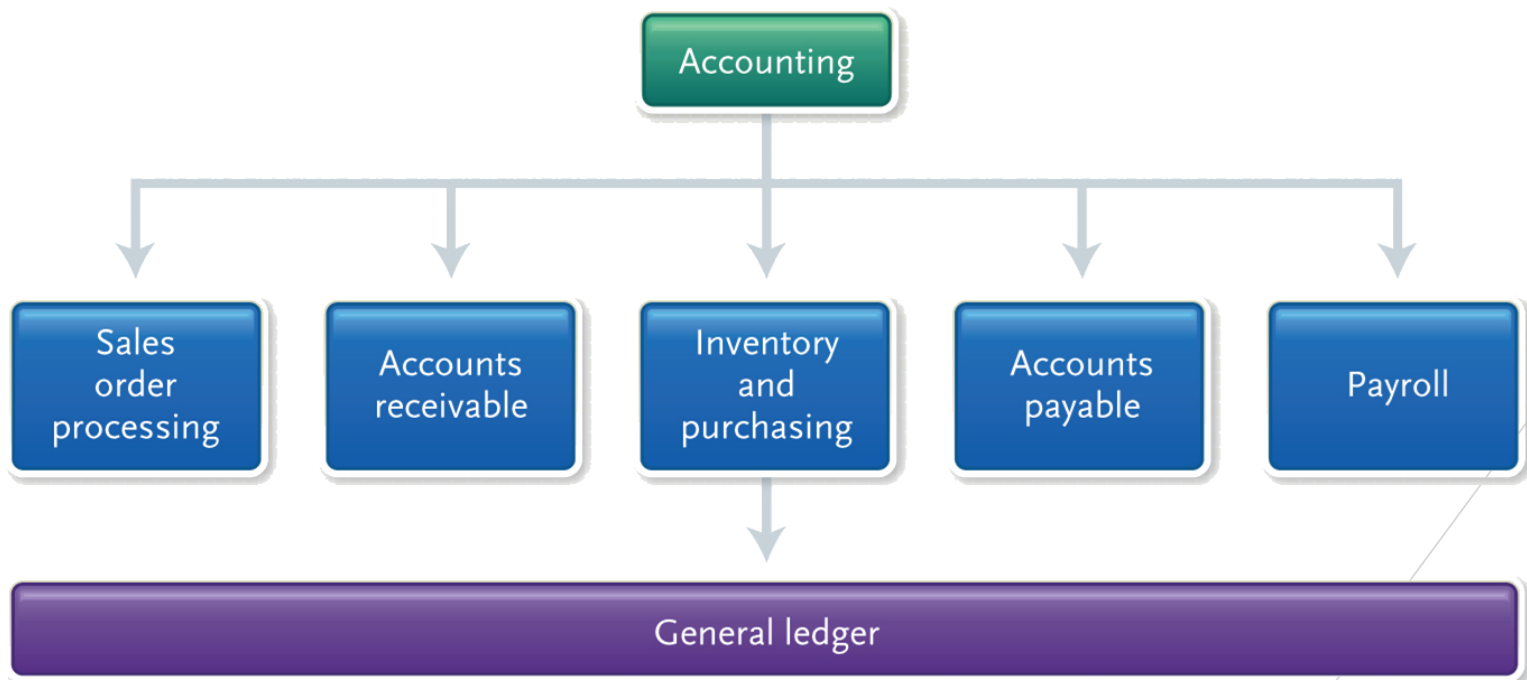 Accounting
Sales
order
processing
Accounts
receivable
Inventory
and
purchasing
Accounts
payable
Payroll
General ledger